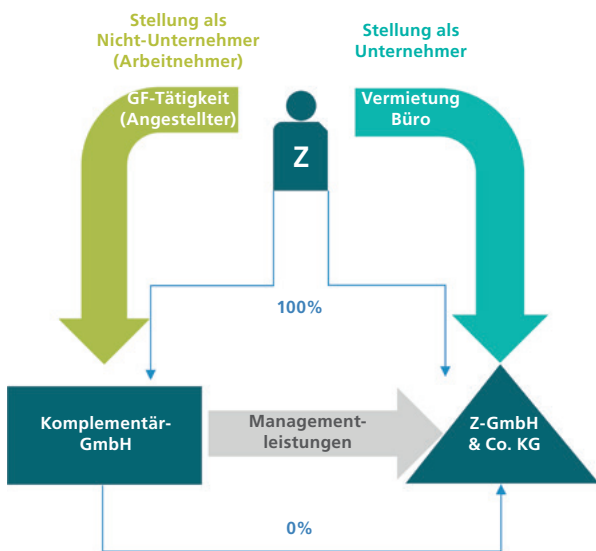 Stellung als
Nicht-Unternehmer
(Arbeitnehmer)
Stellung als
Unternehmer
GF-Tätigkeit
(Angestellter)
Vermietung
Büro
Z
100%
Komplementär-
GmbH
Management-
leistungen
Z-GmbH
& Co. KG
0%